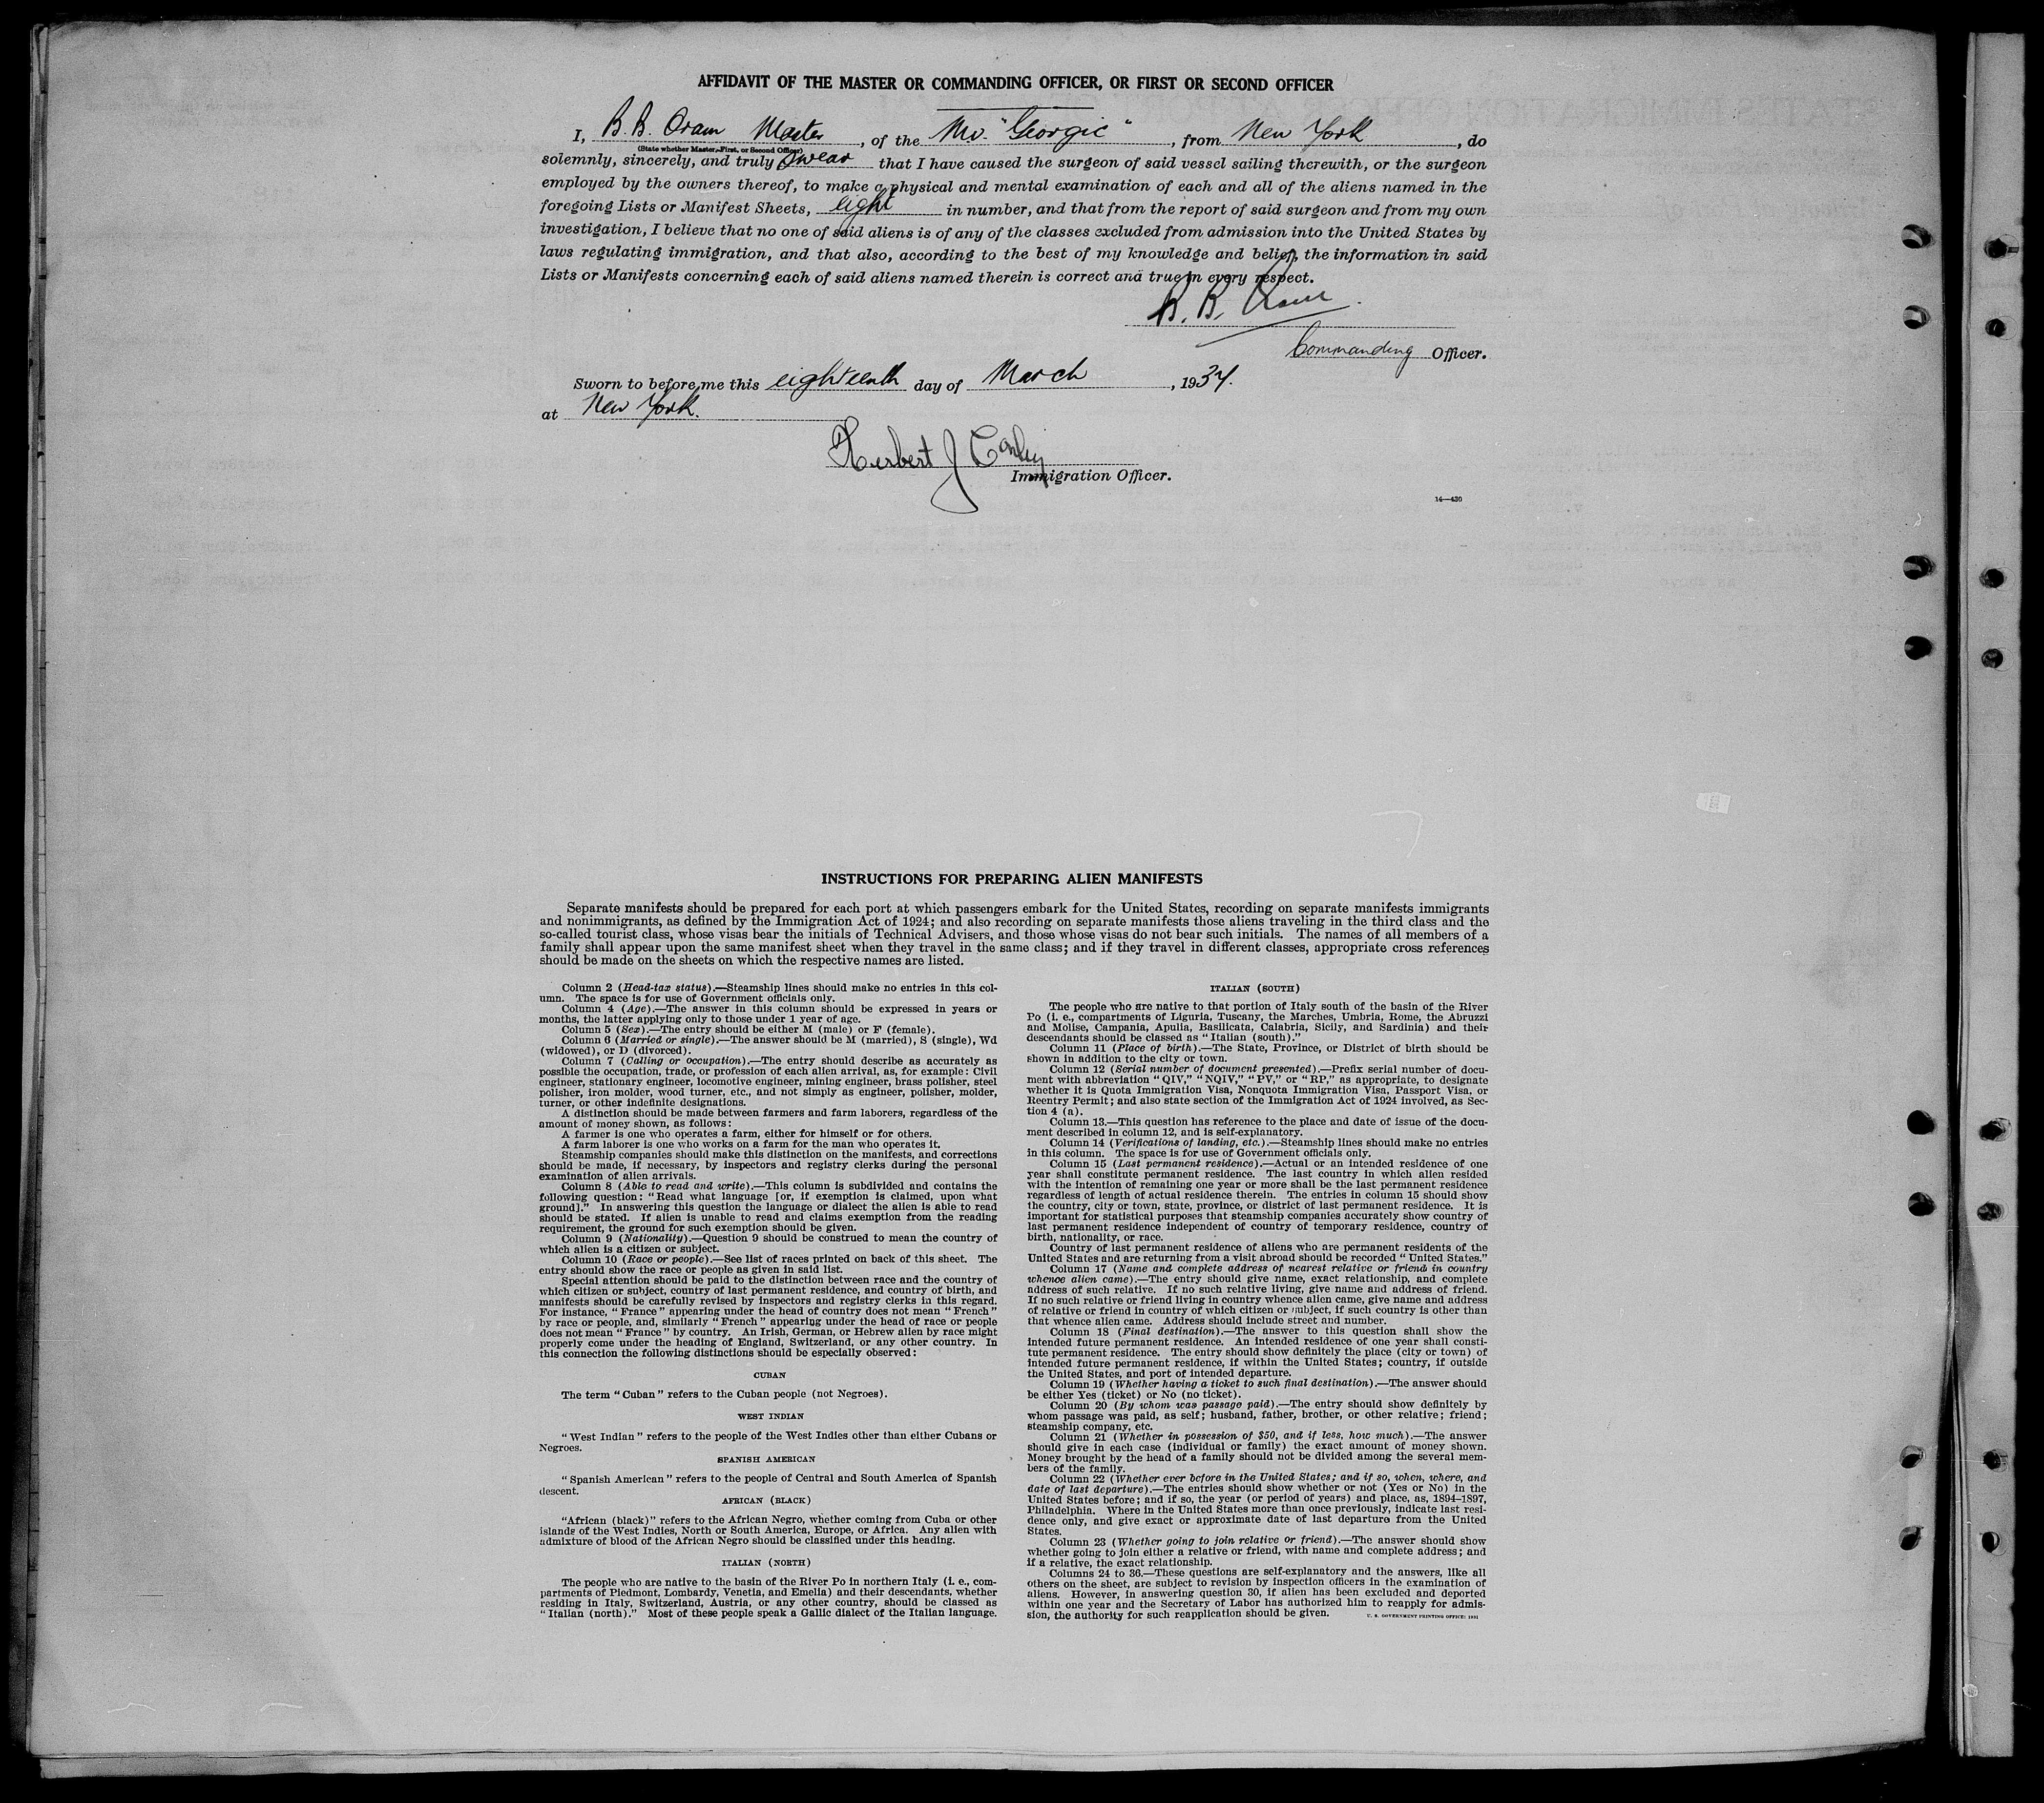 AFFIDAVIT OF THE MASTER OR COMMANDING OFFICER, OR FIRST OR SECOND OFFICER
I, B. B. Oram Master, of the Mv. "Georgic", from New York, do
(State whether Master, First, or Second Officer)
solemnly, sincerely, and truly swear that I have caused the surgeon of said vessel sailing therewith, or the surgeon
employed by the owners thereof, to make a physical and mental examination of each and all of the aliens named in the
foregoing Lists or Manifest Sheets, eight in number, and that from the report of said surgeon and from my own
investigation, I believe that no one of said aliens is of any of the classes excluded from admission into the United States by
laws regulating immigration, and that also, according to the best of my knowledge and belief, the information in said
Lists or Manifests concerning each of said aliens named therein is correct and true in every respect.
B. B. Oram
Commanding Officer.
Sworn to before me this eighteenth day of March, 1934.
at New York.
Herbert J
Immigration Officer.
14—430
INSTRUCTIONS FOR PREPARING ALIEN MANIFESTS
Separate manifests should be prepared for each port at which passengers embark for the United States, recording on separate manifests immigrants
and nonimmigrants, as defined by the Immigration Act of 1924; and also recording on separate manifests those aliens traveling in the third class and the
so-called tourist class, whose visas bear the initials of Technical Advisers, and those whose visas do not bear such initials. The names of all members of a
family shall appear upon the same manifest sheet when they travel in the same class; and if they travel in different classes, appropriate cross references
should be made on the sheets on which the respective names are listed.
Column 2 (Head-tax status).—Steamship lines should make no entries in this col-
umn. The space is for use of Government officials only.
Column 4 (Age).—The answer in this column should be expressed in years or
months, the latter applying only to those under 1 year of age.
Column 5 (Sex).—The entry should be either M (male) or F (female).
Column 6 (Married or single).—The answer should be M (married), S (single), Wd
(widowed), or D (divorced).
Column 7 (Calling or occupation).—The entry should describe as accurately as
possible the occupation, trade, or profession of each alien arrival, as, for example: Civil
engineer, stationary engineer, locomotive engineer, mining engineer, brass polisher, steel
polisher, iron molder, wood turner, etc., and not simply as engineer, polisher, molder,
turner, or other indefinite designations.
A distinction should be made between farmers and farm laborers, regardless of the
amount of money shown, as follows:
A farmer is one who operates a farm, either for himself or for others.
A farm laborer is one who works on a farm for the man who operates it.
Steamship companies should make this distinction on the manifests, and corrections
should be made, if necessary, by inspectors and registry clerks during the personal
examination of alien arrivals.
Column 8 (Able to read and write).—This column is subdivided and contains the
following question: "Read what language [or, if exemption is claimed, upon what
ground]." In answering this question the language or dialect the alien is able to read
should be stated. If alien is unable to read and claims exemption from the reading
requirement, the ground for such exemption should be given.
Column 9 (Nationality).—Question 9 should be construed to mean the country of
which alien is a citizen or subject.
Column 10 (Race or people).—See list of races printed on back of this sheet. The
entry should show the race or people as given in said list.
Special attention should be paid to the distinction between race and the country of
which citizen or subject, country of last permanent residence, and country of birth, and
manifests should be carefully revised by inspectors and registry clerks in this regard.
For instance, "France" appearing under the head of country does not mean "French"
by race or people, and, similarly "French" appearing under the head of race or people
does not mean "France" by country. An Irish, German, or Hebrew alien by race might
properly come under the heading of England, Switzerland, or any other country. In
this connection the following distinctions should be especially observed:
CUBAN
The term "Cuban" refers to the Cuban people (not Negroes).
WEST INDIAN
"West Indian" refers to the people of the West Indies other than either Cubans or
Negroes.
SPANISH AMERICAN
"Spanish American" refers to the people of Central and South America of Spanish
descent.
AFRICAN (BLACK)
"African (black)" refers to the African Negro, whether coming from Cuba or other
islands of the West Indies, North or South America, Europe, or Africa. Any alien with
admixture of blood of the African Negro should be classified under this heading.
ITALIAN (NORTH)
The people who are native to the basin of the River Po in northern Italy (i. e., com-
partments of Piedmont, Lombardy, Venetia, and Emelia) and their descendants, whether
residing in Italy, Switzerland, Austria, or any other country, should be classed as
"Italian (north)." Most of these people speak a Gallic dialect of the Italian language.
ITALIAN (SOUTH)
The people who are native to that portion of Italy south of the basin of the River
Po (i. e., compartments of Liguria, Tuscany, the Marches, Umbria, Rome, the Abruzzi
and Molise, Campania, Apulia, Basilicata, Calabria, Sicily, and Sardinia) and their
descendants should be classed as "Italian (south)."
Column 11 (Place of birth).—The State, Province, or District of birth should be
shown in addition to the city or town.
Column 12 (Serial number of document presented).—Prefix serial number of docu-
ment with abbreviation "QIV," "NQIV," "PV," or "RP," as appropriate, to designate
whether it is Quota Immigration Visa, Nonquota Immigration Visa, Passport Visa, or
Reentry Permit; and also state section of the Immigration Act of 1924 involved, as Sec-
tion 4 (a).
Column 13.—This question has reference to the place and date of issue of the docu-
ment described in column 12, and is self-explanatory.
Column 14 (Verifications of landing, etc.).—Steamship lines should make no entries
in this column. The space is for use of Government officials only.
Column 15 (Last permanent residence).—Actual or an intended residence of one
year shall constitute permanent residence. The last country in which alien resided
with the intention of remaining one year or more shall be the last permanent residence
regardless of length of actual residence therein. The entries in column 15 should show
the country, city or town, state, province, or district of last permanent residence. It is
important for statistical purposes that steamship companies accurately show country of
last permanent residence independent of country of temporary residence, country of
birth, nationality, or race.
Country of last permanent residence of aliens who are permanent residents of the
United States and are returning from a visit abroad should be recorded "United States."
Column 17 (Name and complete address of nearest relative or friend in country
whence alien came).—The entry should give name, exact relationship, and complete
address of such relative. If no such relative living, give name and address of friend.
If no such relative or friend living in country whence alien came, give name and address
of relative or friend in country of which citizen or subject, if such country is other than
that whence alien came. Address should include street and number.
Column 18 (Final destination).—The answer to this question shall show the
intended future permanent residence. An intended residence of one year shall consti-
tute permanent residence. The entry should show definitely the place (city or town) of
intended future permanent residence, if within the United States; country, if outside
the United States, and port of intended departure.
Column 19 (Whether having a ticket to such final destination).—The answer should
be either Yes (ticket) or No (no ticket).
Column 20 (By whom was passage paid).—The entry should show definitely by
whom passage was paid, as self; husband, father, brother, or other relative; friend;
steamship company, etc.
Column 21 (Whether in possession of $50, and if less, how much).—The answer
should give in each case (individual or family) the exact amount of money shown.
Money brought by the head of a family should not be divided among the several mem-
bers of the family.
Column 22 (Whether ever before in the United States; and if so, when, where, and
date of last departure).—The entries should show whether or not (Yes or No) in the
United States before; and if so, the year (or period of years) and place, as, 1894–1897,
Philadelphia. Where in the United States more than once previously, indicate last resi-
dence only, and give exact or approximate date of last departure from the United
States.
Column 23 (Whether going to join relative or friend).—The answer should show
whether going to join either a relative or friend, with name and complete address; and
if a relative, the exact relationship.
Columns 24 to 36.—These questions are self-explanatory and the answers, like all
others on the sheet, are subject to revision by inspection officers in the examination of
aliens. However, in answering question 30, if alien has been excluded and deported
within one year and the Secretary of Labor has authorized him to reapply for admis-
sion, the authority for such reapplication should be given.
U. S. GOVERNMENT PRINTING OFFICE: 1931